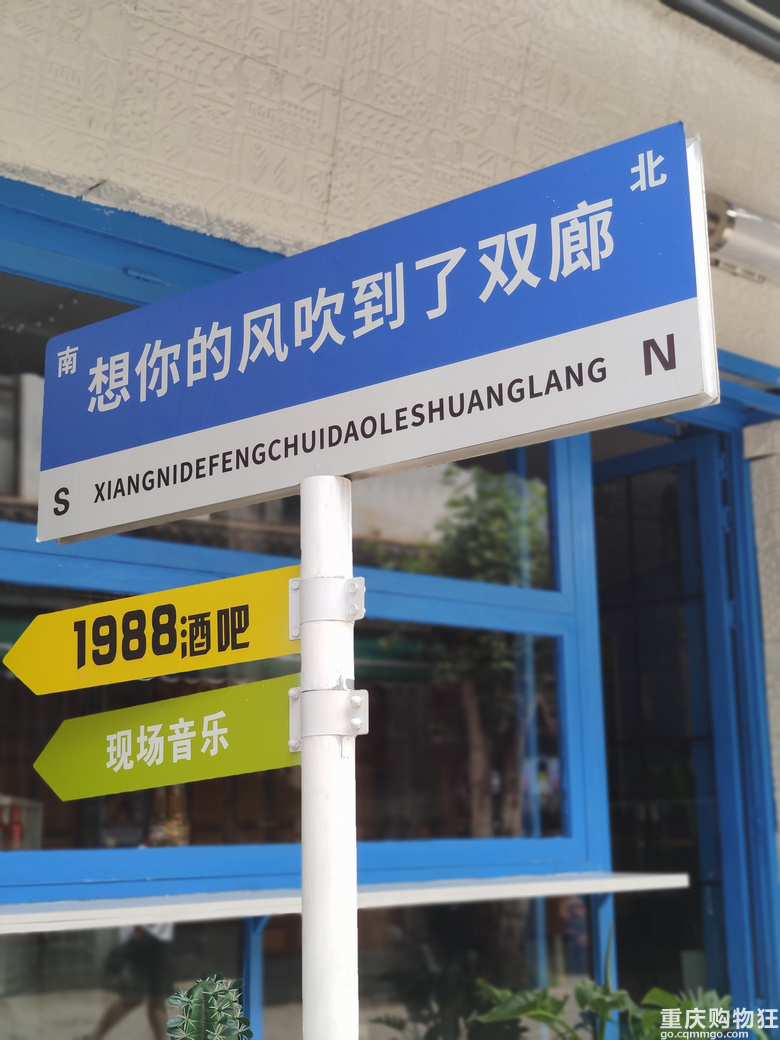 北
南 想你的风吹到了双廊
S XIANGNIDEFENGCHUIDAOLESHUANGLANG N
1988酒吧
现场音乐
重庆购物狂
go.cqmmgo.com